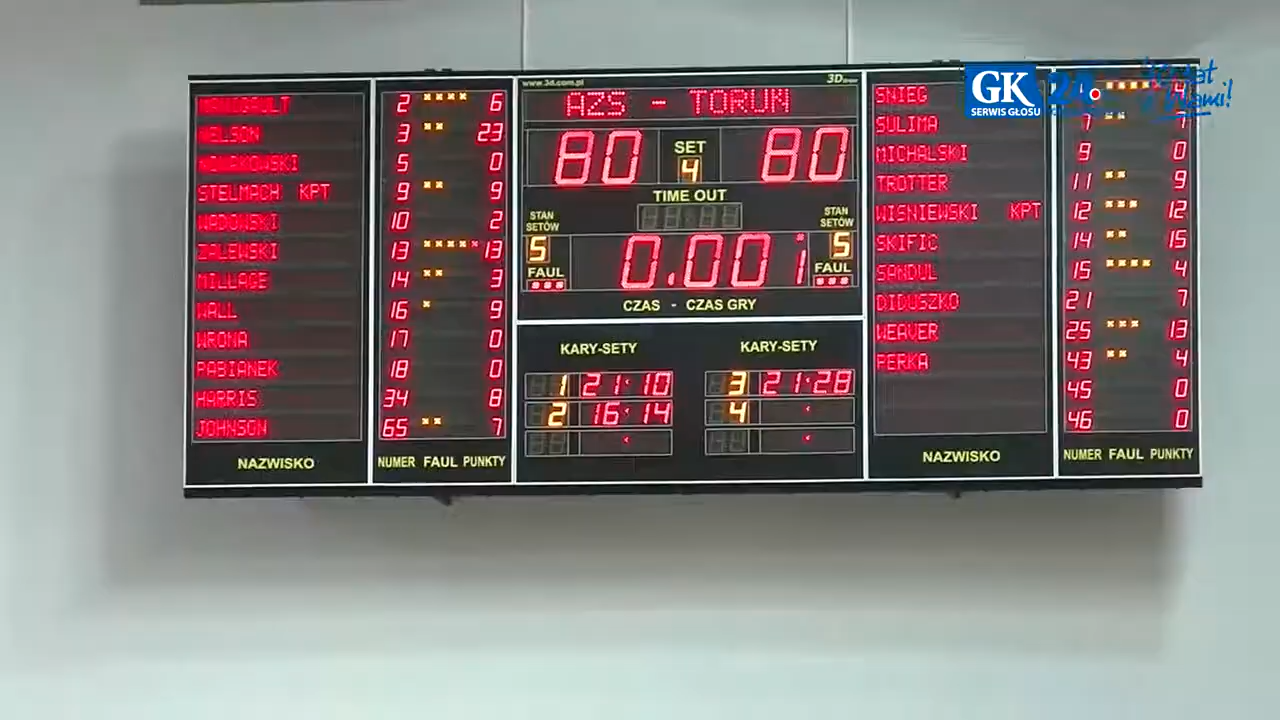 www.3d.com.pl
3D
GK 24
SERWIS GŁOSU
AZS - TORUN
80 SET 80
4
TIME OUT
STAN SETÓW
STAN SETÓW
5 0.00 5
FAUL
FAUL
CZAS - CZAS GRY
KARY-SETY
KARY-SETY
1 21:10
3 21:28
2 16:14
4
NELSON 3 ** 23
5 0
STELMACH KPT 9 ** 9
WADOWSKI 10 2
ZALEWSKI 13 ***** 13
MILLAGE 14 ** 3
WALL 16 * 9
WRONA 17 0
PABIANEK 18 0
HARRIS 34 8
JOHNSON 65 ** 7
NAZWISKO NUMER FAUL PUNKTY
SNIEG
SULIMA 7 **
MICHALSKI 9 0
TROTTER 11 ** 9
WISNIEWSKI KPT 12 *** 12
SKIFIC 14 ** 15
SANDUL 15 **** 4
DIDUSZKO 21 7
WEAVER 25 *** 13
PERKA 43 ** 4
45 0
46 0
NAZWISKO NUMER FAUL PUNKTY